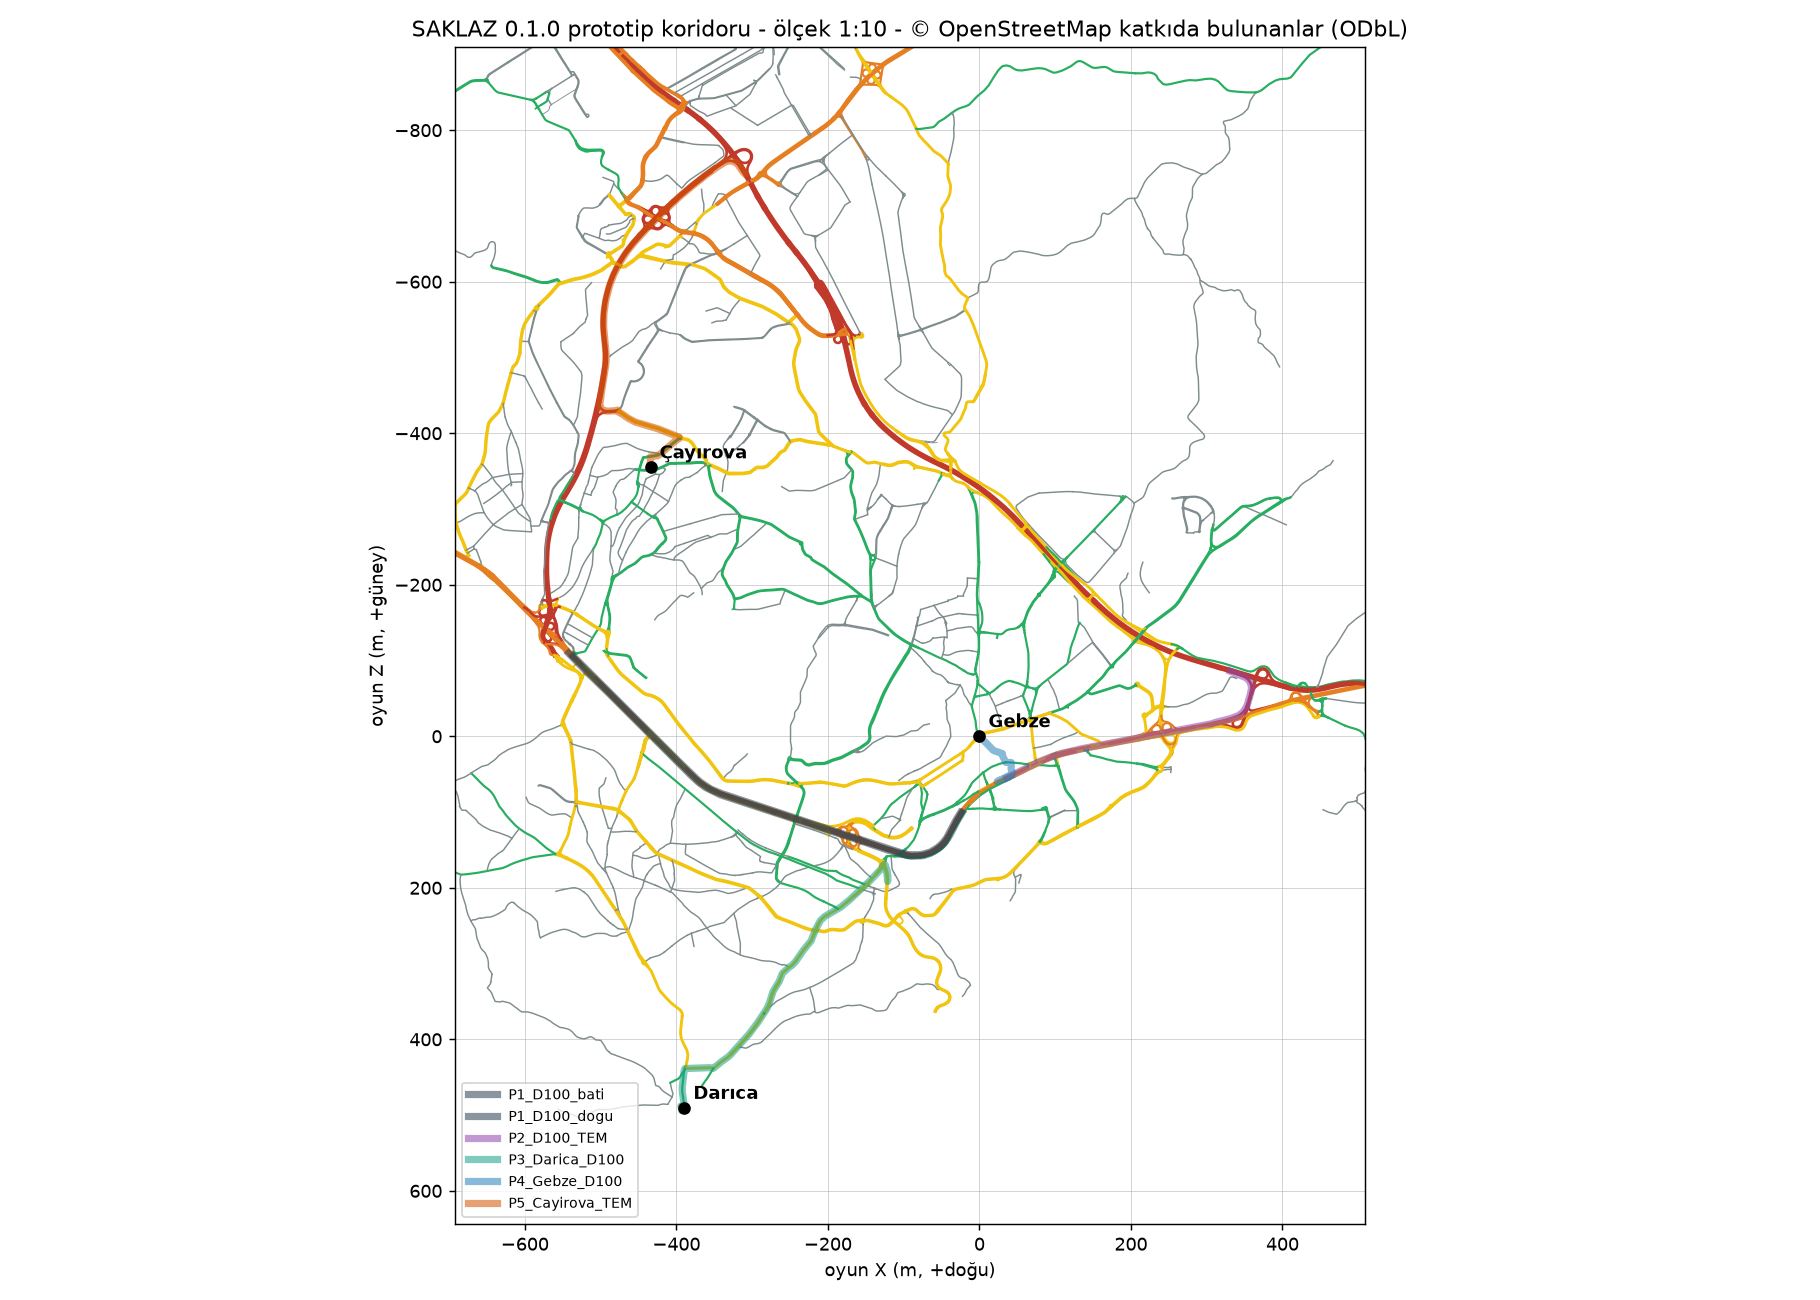 SAKLAZ 0.1.0 prototip koridoru - ölçek 1:10 - © OpenStreetMap katkıda bulunanlar (ODbL)
−800
−600
−400
−200
0
200
400
600
oyun Z (m, +güney)
Çayırova
Gebze
Darıca
P1_D100_bati
P1_D100_dogu
P2_D100_TEM
P3_Darica_D100
P4_Gebze_D100
P5_Cayirova_TEM
−600
−400
−200
0
200
400
oyun X (m, +doğu)